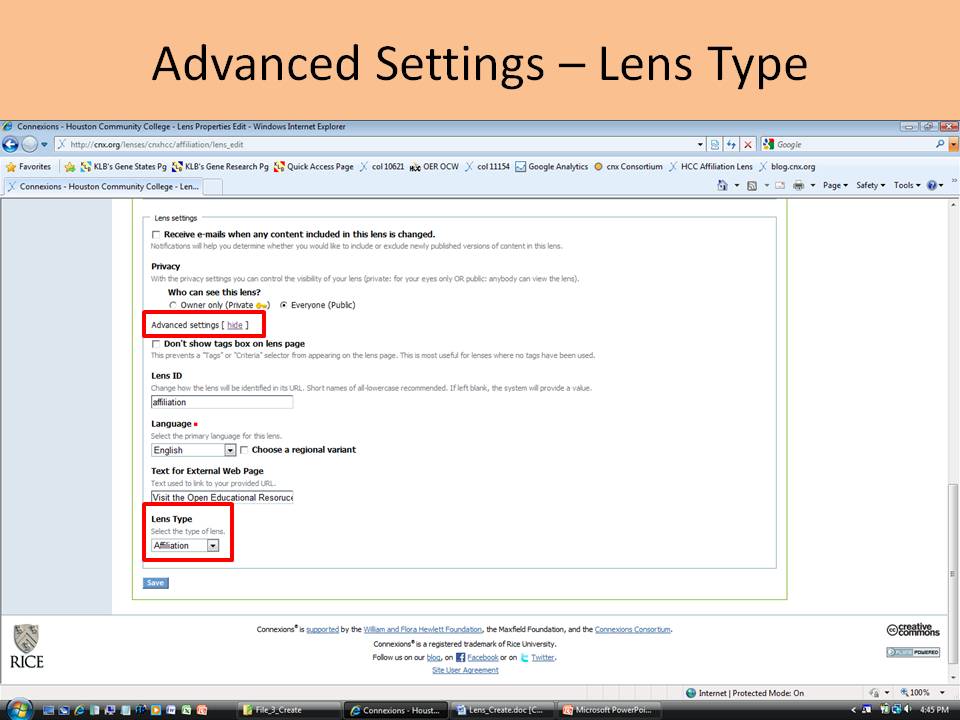 Advanced Settings – Lens Type
Connexions - Houston Community College - Lens Properties Edit - Windows Internet Explorer
http://cnx.org/lenses/cnxhcc/affiliation/lens_edit
Google
Favorites KLB's Gene States Pg KLB's Gene Research Pg Quick Access Page col 10621 OER OCW col 11154 Google Analytics cnx Consortium HCC Affiliation Lens blog.cnx.org
Connexions - Houston Community College - Len... Page Safety Tools
Lens settings
Receive e-mails when any content included in this lens is changed.
Notifications will help you determine whether you would like to include or exclude newly published versions of content in this lens.
Privacy
With the privacy settings you can control the visibility of your lens (private: for your eyes only OR public: anybody can view the lens).
Who can see this lens?
Owner only (Private ) Everyone (Public)
Advanced settings [ hide ]
Don't show tags box on lens page
This prevents a "Tags" or "Criteria" selector from appearing on the lens page. This is most useful for lenses where no tags have been used.
Lens ID
Change how the lens will be identified in its URL. Short names of all-lowercase recommended. If left blank, the system will provide a value.
affiliation
Language
Select the primary language for this lens.
English Choose a regional variant
Text for External Web Page
Text used to link to your provided URL.
Visit the Open Educational Resoruce
Lens Type
Select the type of lens.
Affiliation
Save
Connexions® is supported by the William and Flora Hewlett Foundation, the Maxfield Foundation, and the Connexions Consortium.
Connexions® is a registered trademark of Rice University.
Follow us on our blog, on Facebook or on Twitter.
Site User Agreement
RICE
cc creative commons
POWERED
Internet | Protected Mode: On 100%
File_3_Create Connexions - Houst... Lens_Create.doc [C... Microsoft PowerPoi... 4:45 PM